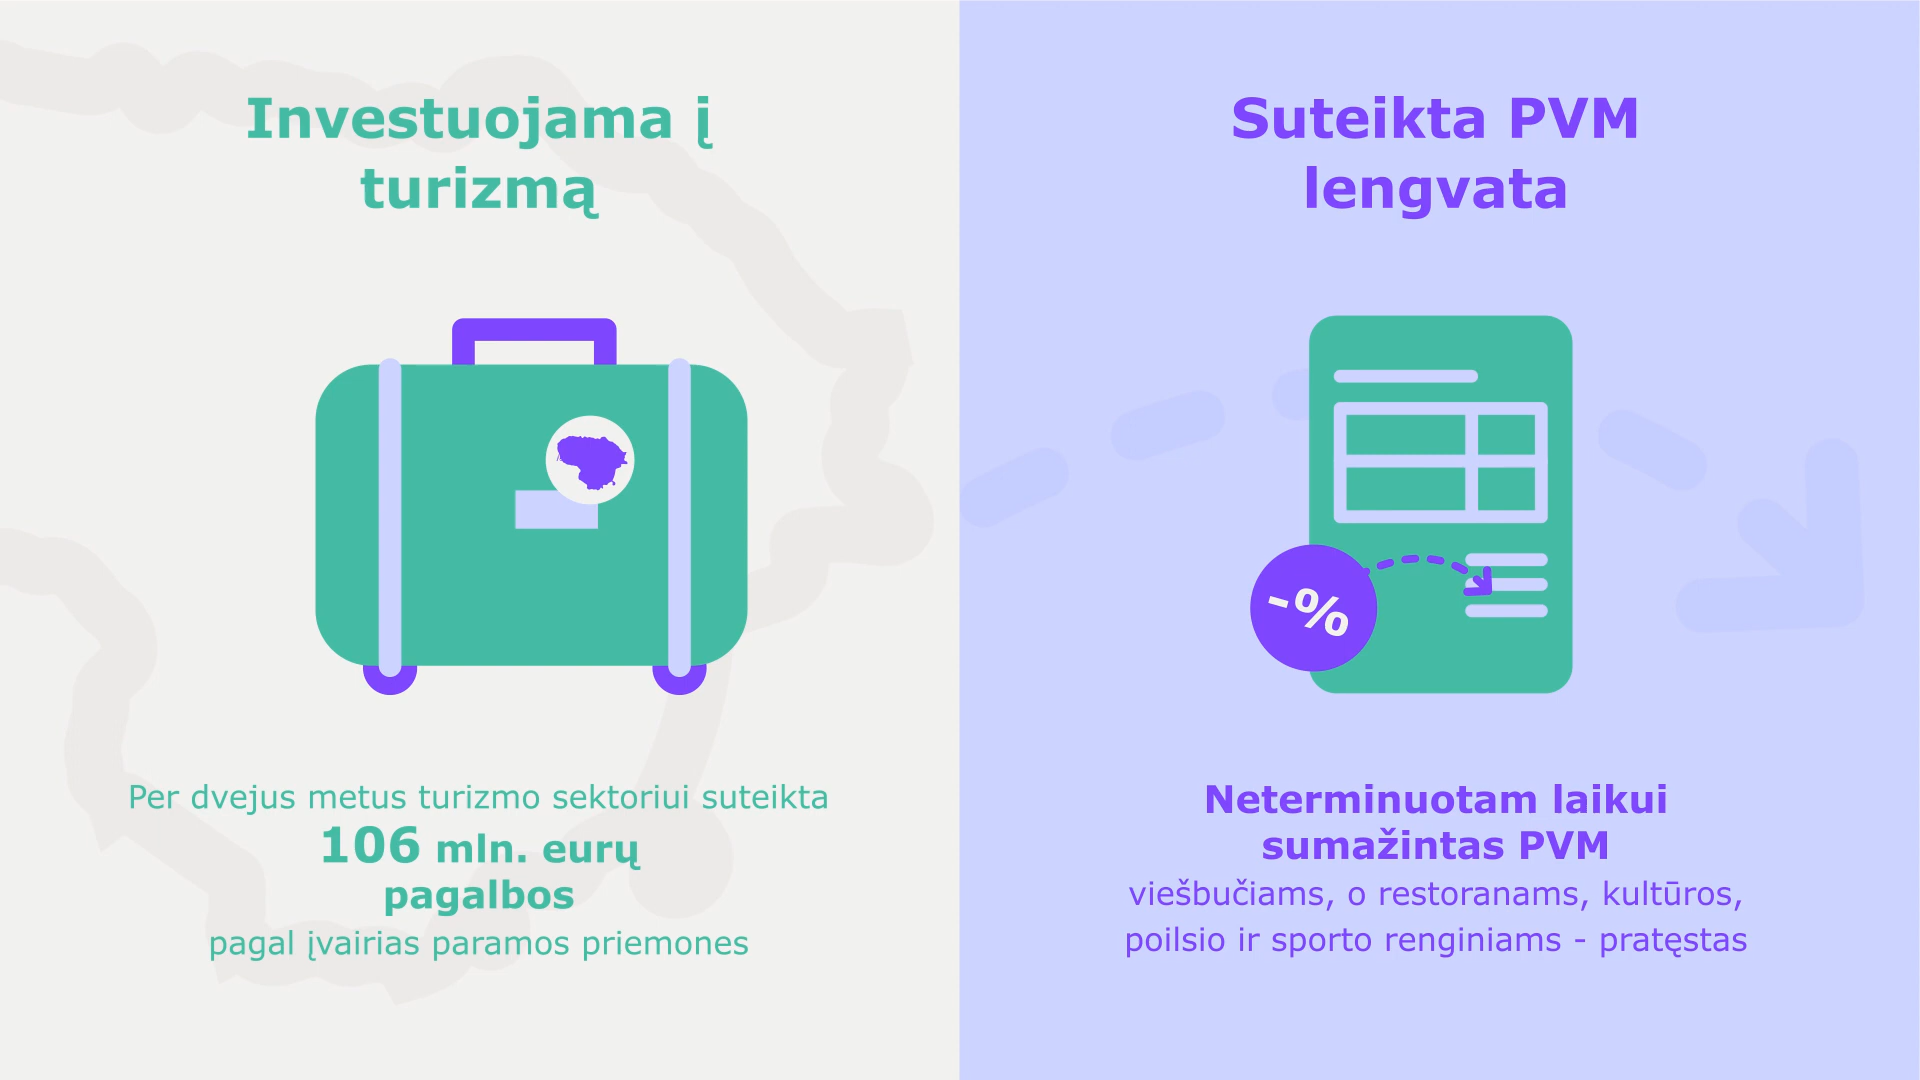 Investuojama į
turizmą
Per dvejus metus turizmo sektoriui suteikta
106 mln. eurų
pagalbos
pagal įvairias paramos priemones
Suteikta PVM
lengvata
-%
Neterminuotam laikui
sumažintas PVM
viešbučiams, o restoranams, kultūros,
poilsio ir sporto renginiams - pratęstas